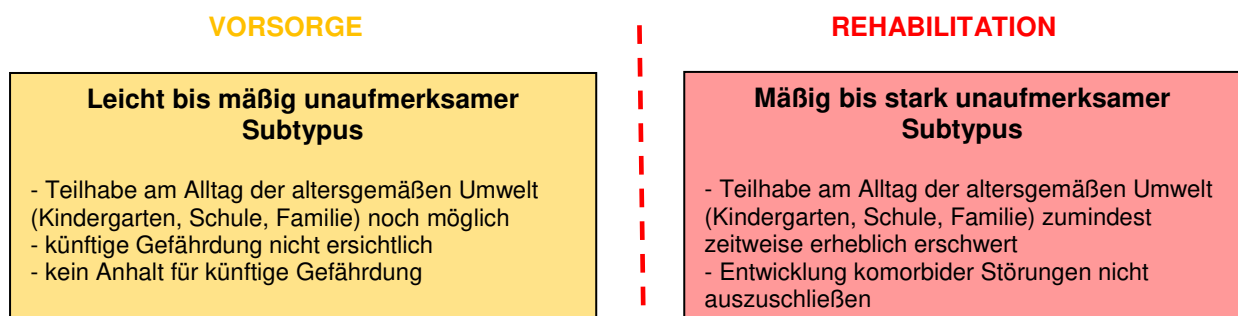 VORSORGE
REHABILITATION
Leicht bis mäßig unaufmerksamer
Subtypus
- Teilhabe am Alltag der altersgemäßen Umwelt
(Kindergarten, Schule, Familie) noch möglich
- künftige Gefährdung nicht ersichtlich
- kein Anhalt für künftige Gefährdung
Mäßig bis stark unaufmerksamer
Subtypus
- Teilhabe am Alltag der altersgemäßen Umwelt
(Kindergarten, Schule, Familie) zumindest
zeitweise erheblich erschwert
- Entwicklung komorbider Störungen nicht
auszuschließen